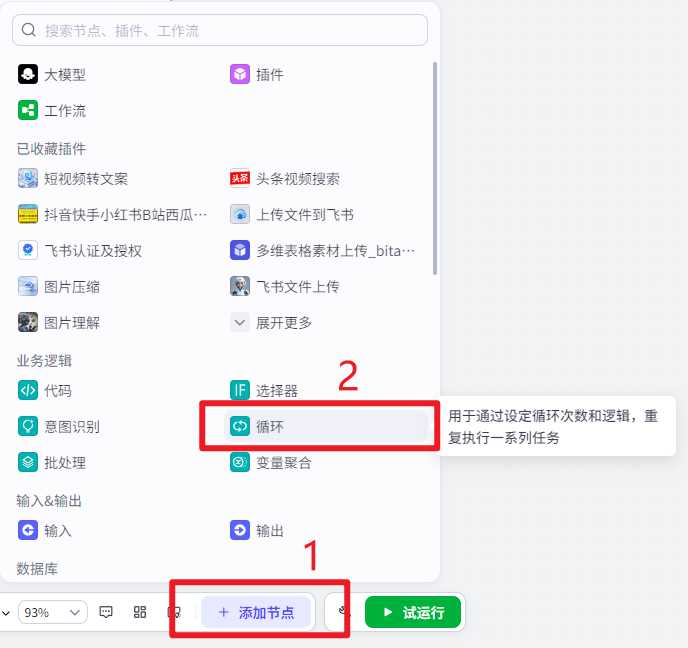 搜索节点、插件、工作流
大模型
插件
工作流
已收藏插件
短视频转文案
头条
头条视频搜索
抖音快手小红书B站西瓜···
上传文件到飞书
飞书认证及授权
多维表格素材上传_bita···
图片压缩
飞书文件上传
图片理解
展开更多
业务逻辑
2
代码
IF
选择器
意图识别
循环
用于通过设定循环次数和逻辑，重
复执行一系列任务
批处理
变量聚合
输入&输出
输入
输出
1
数据库
93%
+ 添加节点
试运行